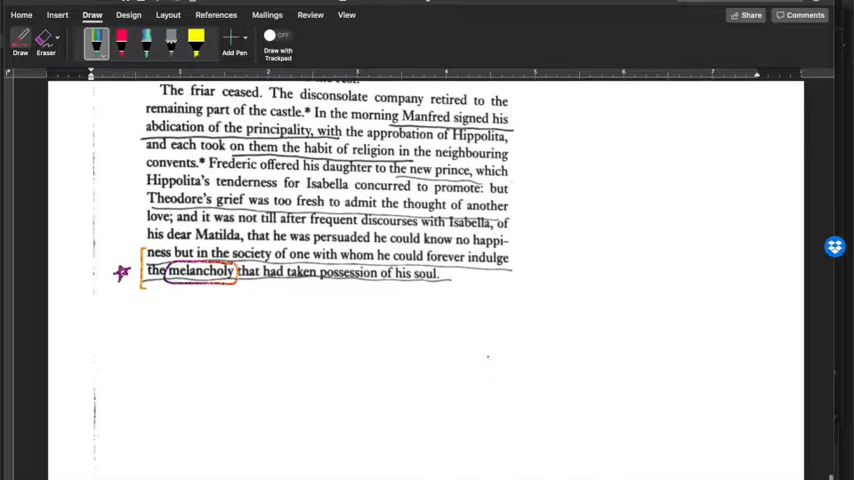 Home Insert Draw Design Layout References Mailings Review View Share Comments
Draw Eraser Add Pen OFF Draw with Trackpad
1 2 3 4 5 6 7
The friar ceased. The disconsolate company retired to the
remaining part of the castle.* In the morning Manfred signed his
abdication of the principality, with the approbation of Hippolita,
and each took on them the habit of religion in the neighbouring
convents.* Frederic offered his daughter to the new prince, which
Hippolita's tenderness for Isabella concurred to promote: but
Theodore's grief was too fresh to admit the thought of another
love; and it was not till after frequent discourses with Isabella, of
his dear Matilda, that he was persuaded he could know no happi-
ness but in the society of one with whom he could forever indulge
the melancholy that had taken possession of his soul.